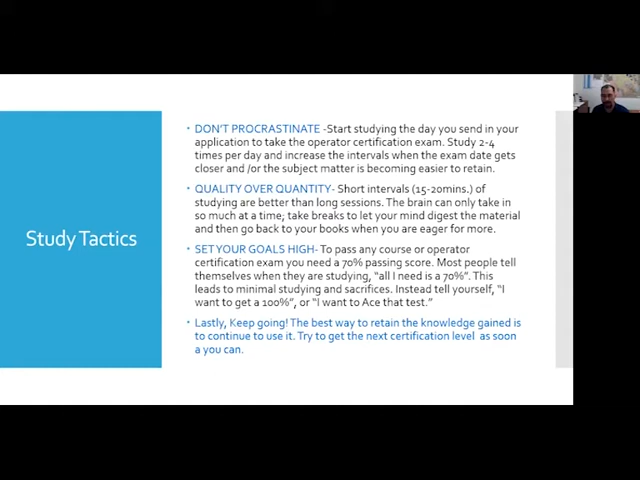 Study Tactics
DON'T PROCRASTINATE -Start studying the day you send in your
application to take the operator certification exam. Study 2-4
times per day and increase the intervals when the exam date gets
closer and /or the subject matter is becoming easier to retain.
QUALITY OVER QUANTITY- Short intervals (15-20mins.) of
studying are better than long sessions. The brain can only take in
so much at a time; take breaks to let your mind digest the material
and then go back to your books when you are eager for more.
SET YOUR GOALS HIGH- To pass any course or operator
certification exam you need a 70% passing score. Most people tell
themselves when they are studying, "all I need is a 70%". This
leads to minimal studying and sacrifices. Instead tell yourself, "I
want to get a 100%", or "I want to Ace that test."
Lastly, Keep going! The best way to retain the knowledge gained is
to continue to use it. Try to get the next certification level as soon
a you can.